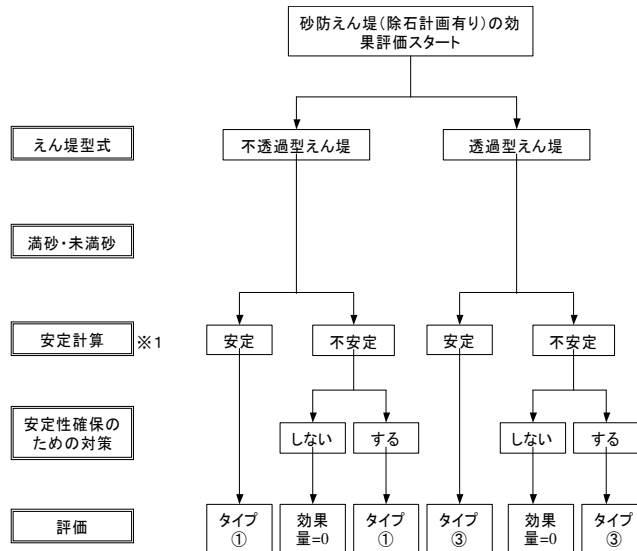 砂防えん堤(除石計画有り)の効
果評価スタート
えん堤型式
不透過型えん堤
透過型えん堤
満砂・未満砂
安定計算
※1
安定
不安定
安定
不安定
安定性確保の
ための対策
しない
する
しない
する
評価
タイプ
①
効果
量=0
タイプ
①
タイプ
③
効果
量=0
タイプ
③